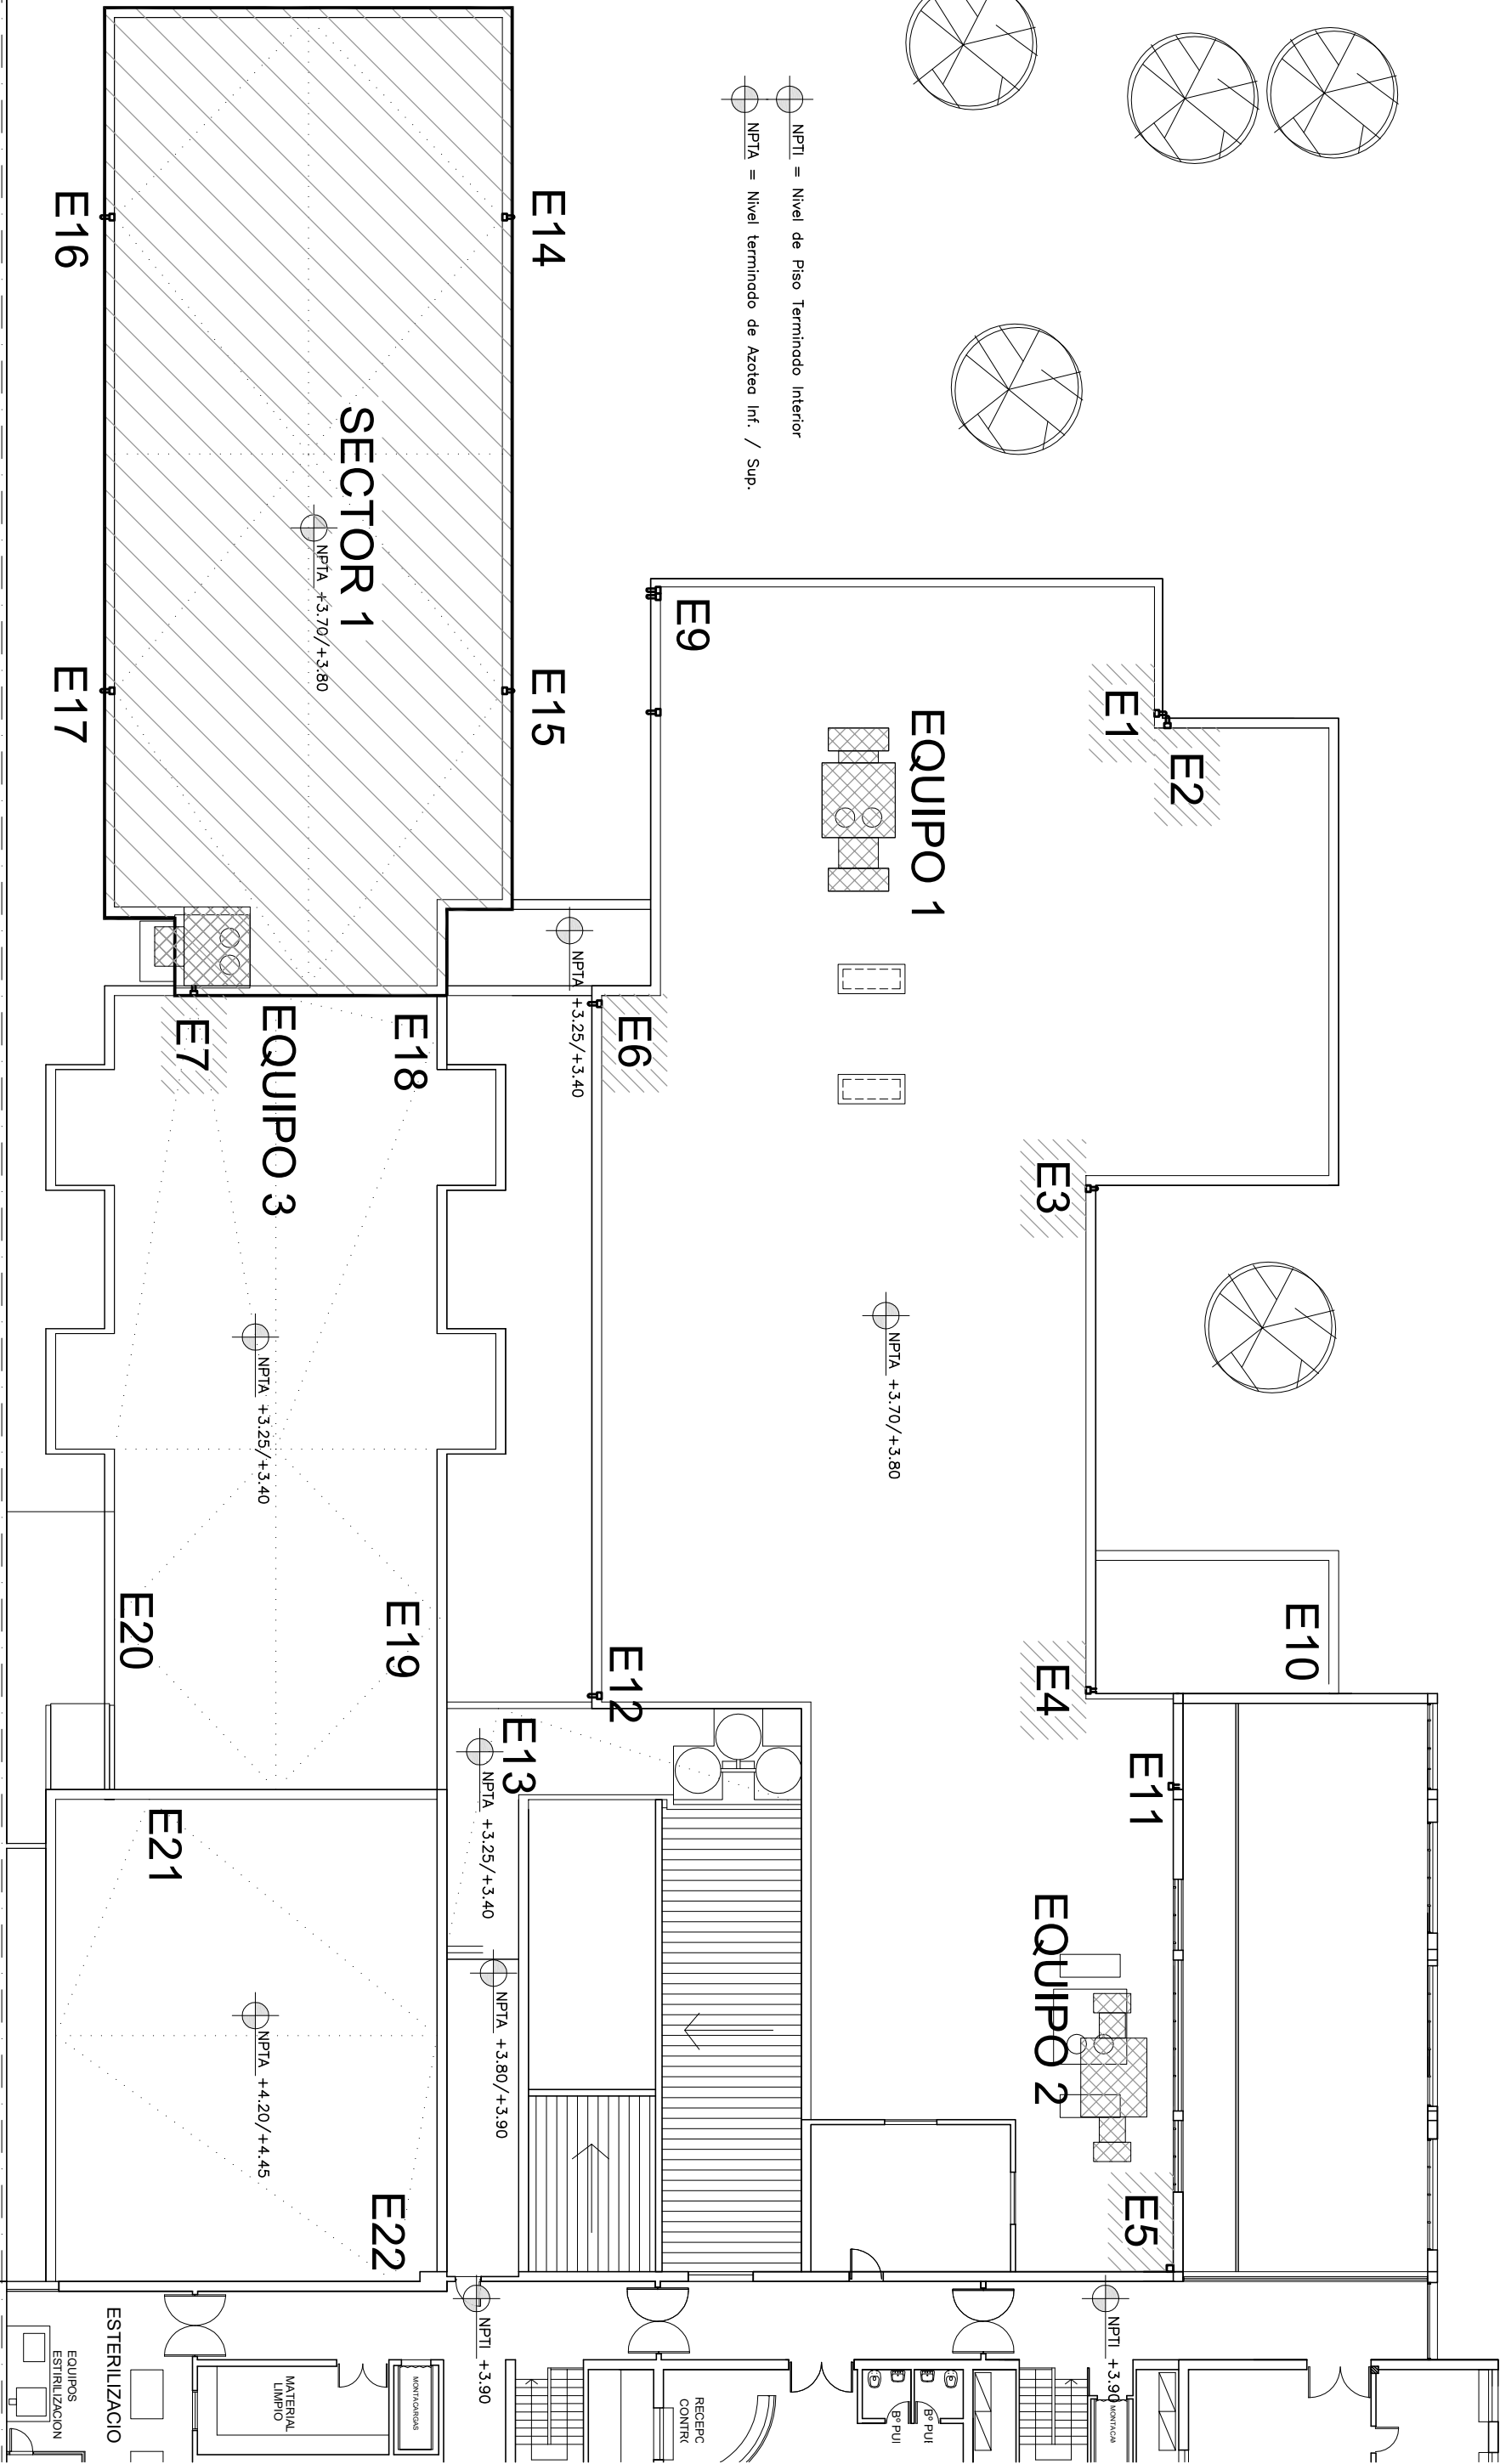 NPTI = Nivel de Piso Terminado Interior
NPTA = Nivel terminado de Azotea Inf. / Sup.
E14
E16
SECTOR 1
NPTA +3.70/+3.80
E15
E17
E9
E1
E2
EQUIPO 1
NPTA +3.25/+3.40
E6
E18
E7
EQUIPO 3
E3
NPTA +3.70/+3.80
NPTA +3.25/+3.40
E10
E4
E12
E19
E20
E13
NPTA +3.25/+3.40
E11
E21
EQUIPO 2
NPTA +3.80/+3.90
NPTA +4.20/+4.45
E5
E22
NPTI +3.90
NPTI +3.90
ESTERILIZACIO
EQUIPOS
ESTIRILIZACION
MATERIAL
LIMPIO
MONTACARGAS
RECEPC
CONTR(
Bº PUI
Bº PUI
MONTACAR